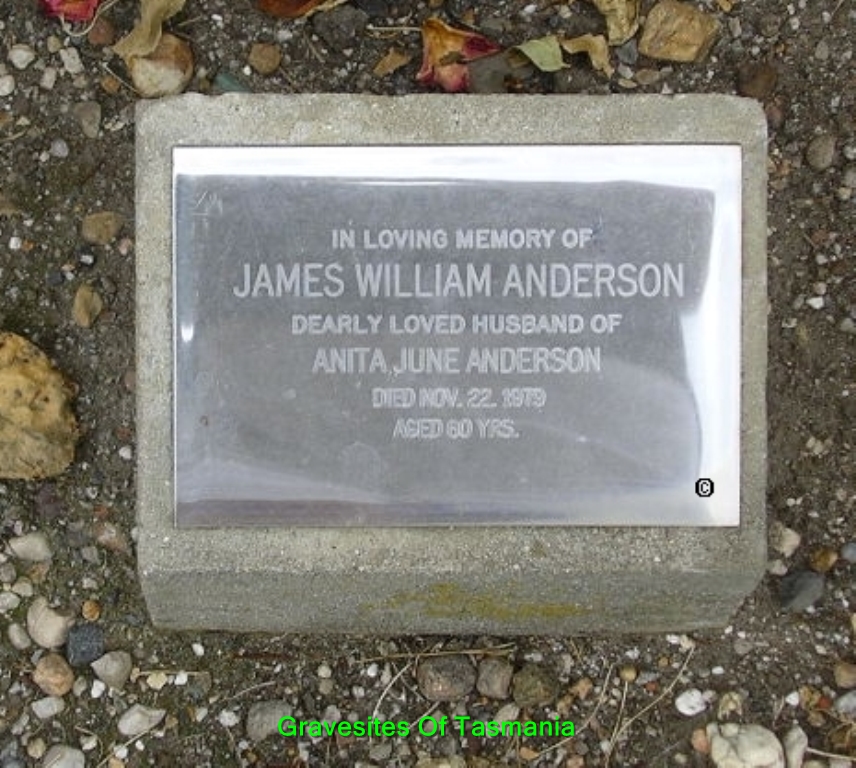 IN LOVING MEMORY OF
JAMES WILLIAM ANDERSON
DEARLY LOVED HUSBAND OF
ANITA JUNE ANDERSON
DIED NOV. 22. 1979
AGED 60 YRS.
©
Gravesites Of Tasmania